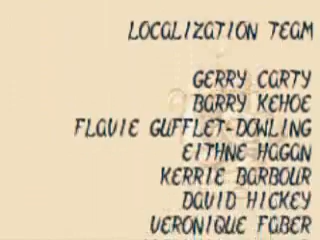 LOCALIZATION TEAM
GERRY CARTY
BARRY KEHOE
FLAVIE GUFFLET-DOWLING
EITHNE HAGAN
KERRIE BARBOUR
DAVID HICKEY
VERONIQUE FABER